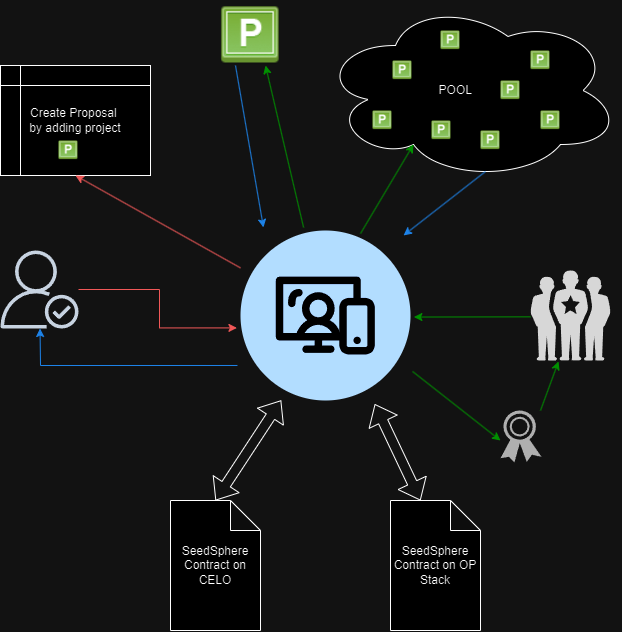 P
P
P
P
POOL
P
P
P
P
P
Create Proposal
by adding project
P
SeedSphere
Contract on
CELO
SeedSphere
Contract on OP
Stack